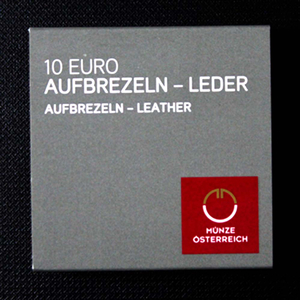 10 EURO
AUFBREZELN – LEDER
AUFBREZELN – LEATHER
MÜNZE
ÖSTERREICH